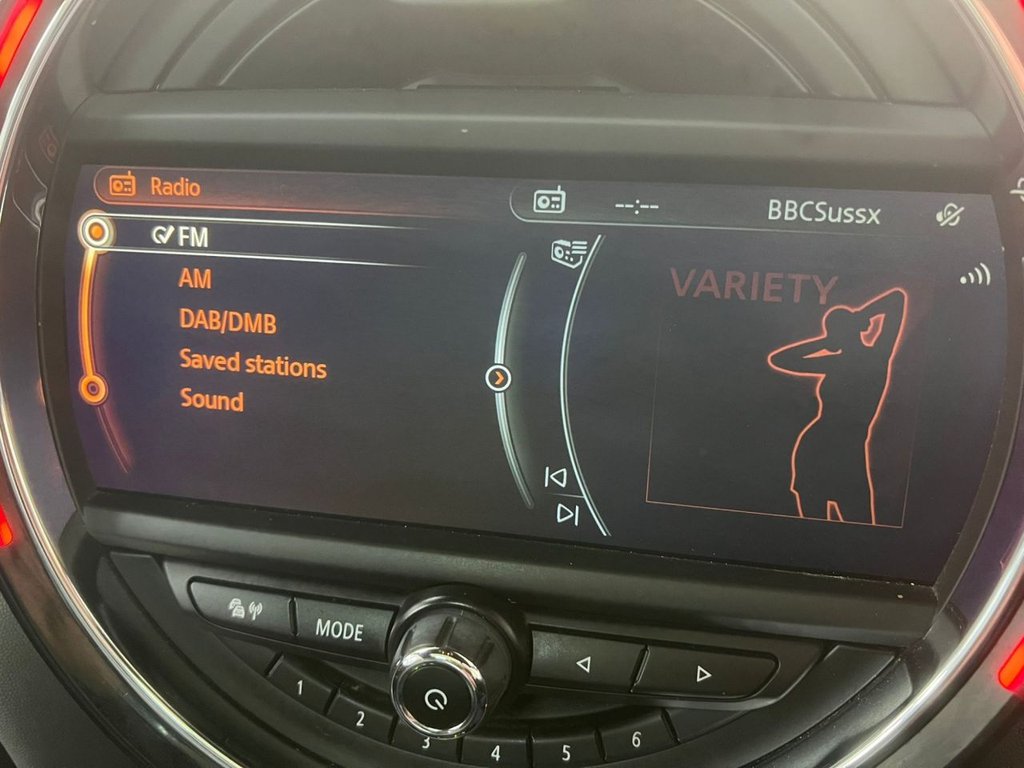 Radio
--:-- BBCSussx
FM
AM
DAB/DMB
Saved stations
Sound
VARIETY
MODE
1 2 3 4 5 6